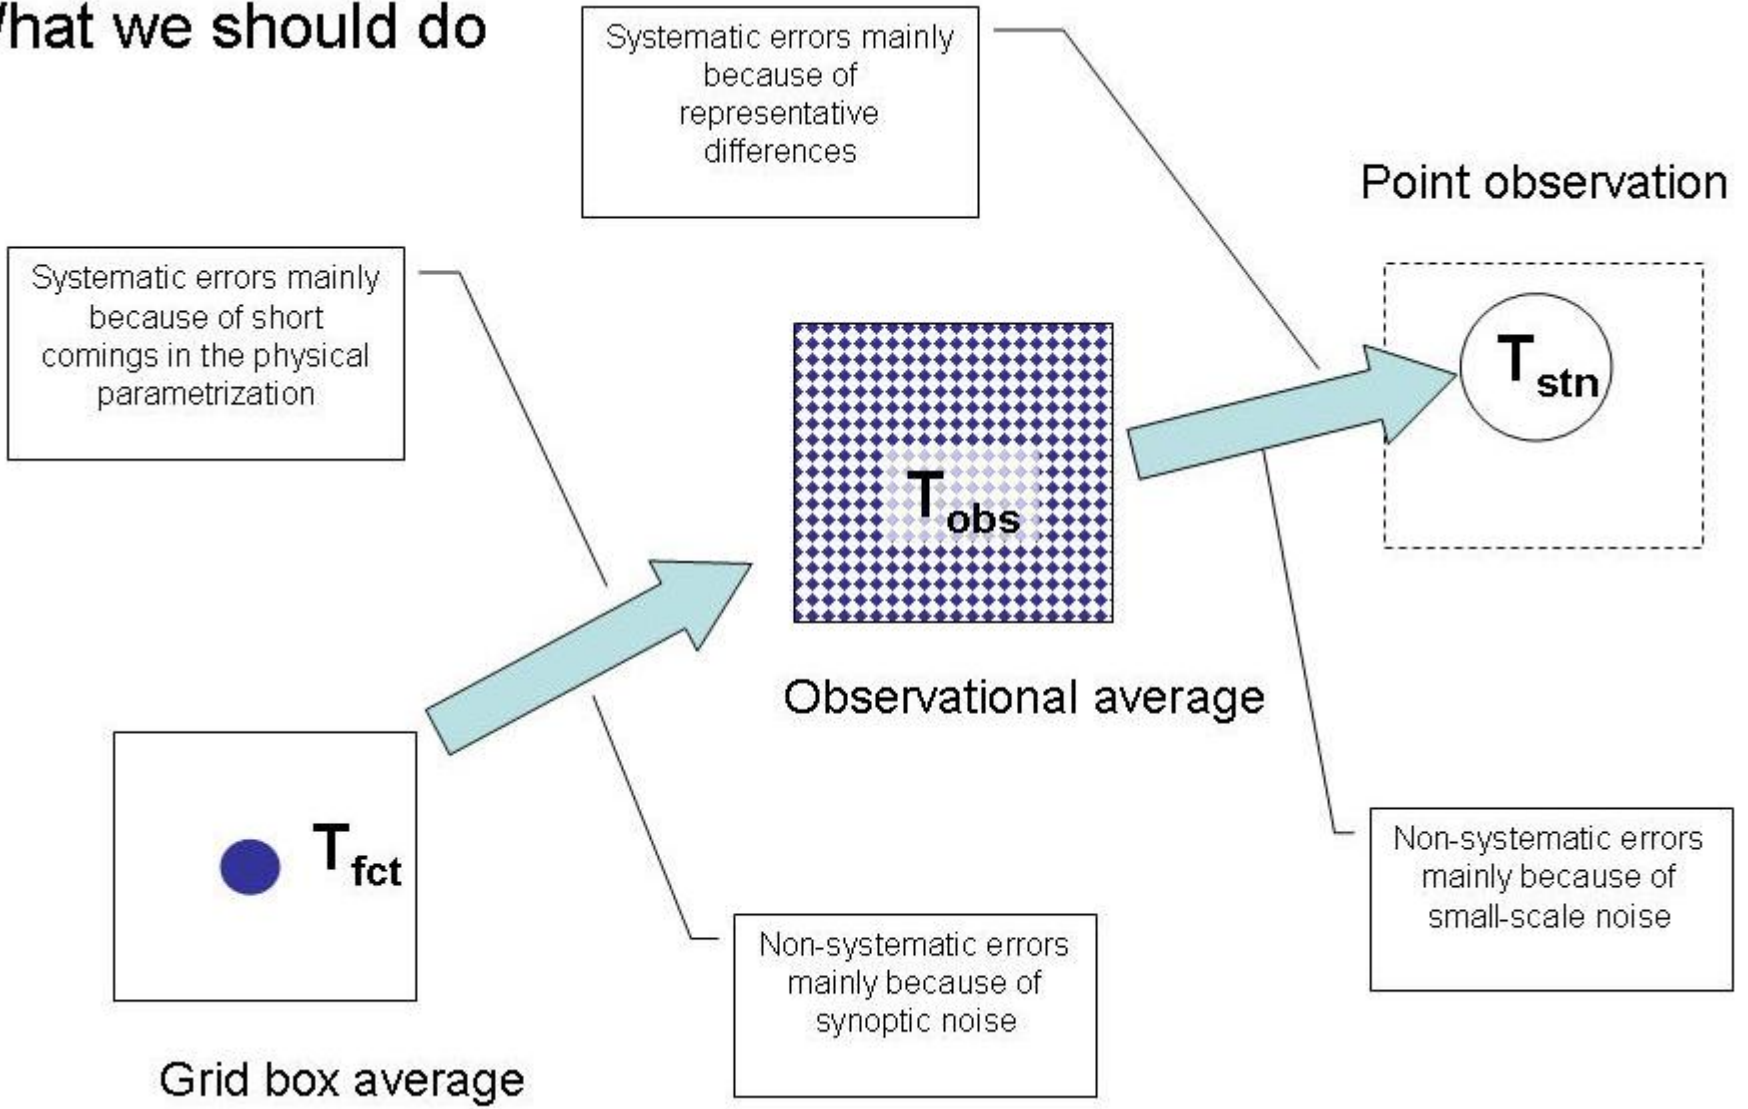 What we should do
Systematic errors mainly
because of
representative
differences
Point observation
Systematic errors mainly
because of short
comings in the physical
parametrization
T stn
T obs
Observational average
T fct
Non-systematic errors
mainly because of
small-scale noise
Non-systematic errors
mainly because of
synoptic noise
Grid box average